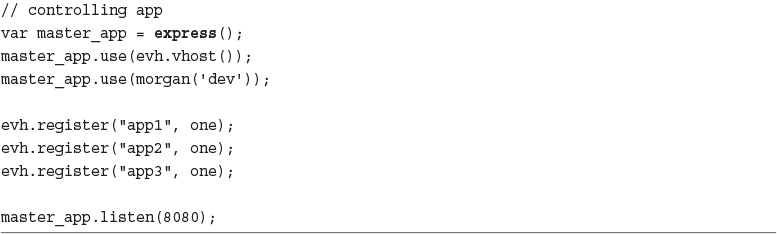 // controlling app
var master_app = express();
master_app.use(evh.vhost());
master_app.use(morgan('dev'));
evh.register("app1", one);
evh.register("app2", one);
evh.register("app3", one);
master_app.listen(8080);